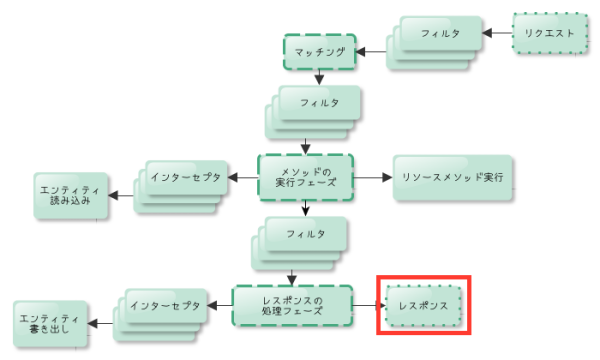 リクエスト
フィルタ
マッチング
フィルタ
メソッドの
実行フェーズ
インターセプタ
エンティティ
読み込み
リソースメソッド実行
フィルタ
レスポンスの
処理フェーズ
インターセプタ
エンティティ
書き出し
レスポンス